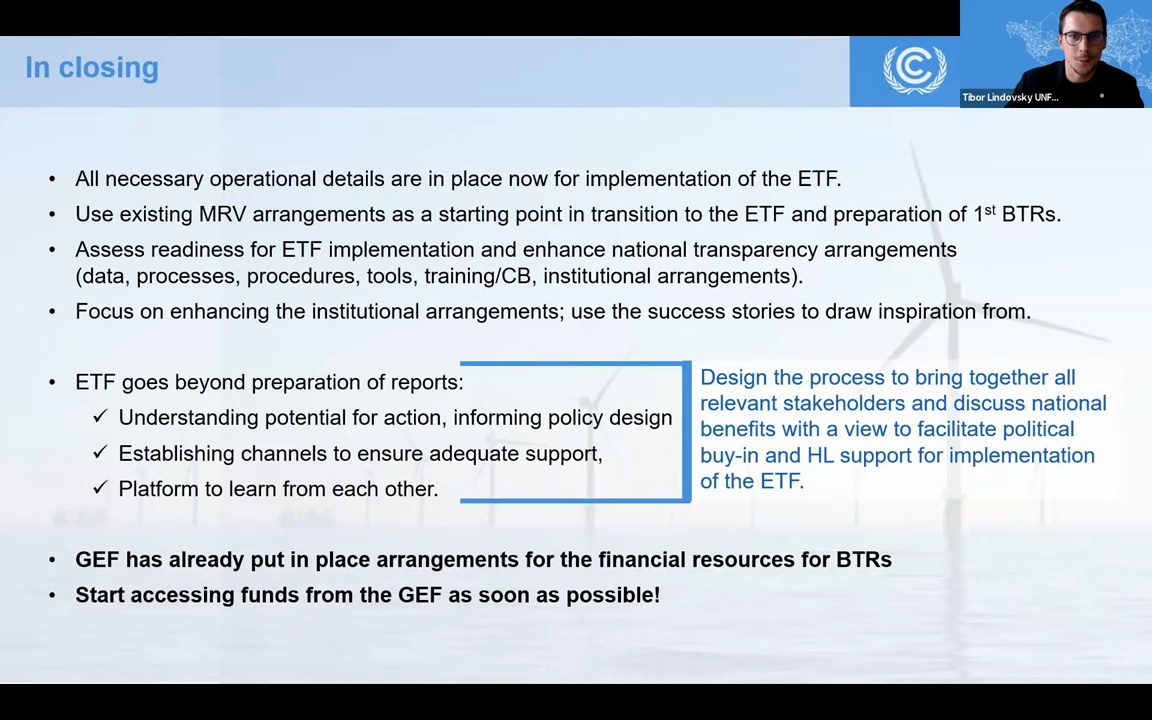 In closing
Tibor Lindovsky UNF...
• All necessary operational details are in place now for implementation of the ETF.
• Use existing MRV arrangements as a starting point in transition to the ETF and preparation of 1st BTRs.
• Assess readiness for ETF implementation and enhance national transparency arrangements
(data, processes, procedures, tools, training/CB, institutional arrangements).
• Focus on enhancing the institutional arrangements; use the success stories to draw inspiration from.
• ETF goes beyond preparation of reports:
✓ Understanding potential for action, informing policy design
✓ Establishing channels to ensure adequate support,
✓ Platform to learn from each other.
Design the process to bring together all
relevant stakeholders and discuss national
benefits with a view to facilitate political
buy-in and HL support for implementation
of the ETF.
• GEF has already put in place arrangements for the financial resources for BTRs
• Start accessing funds from the GEF as soon as possible!